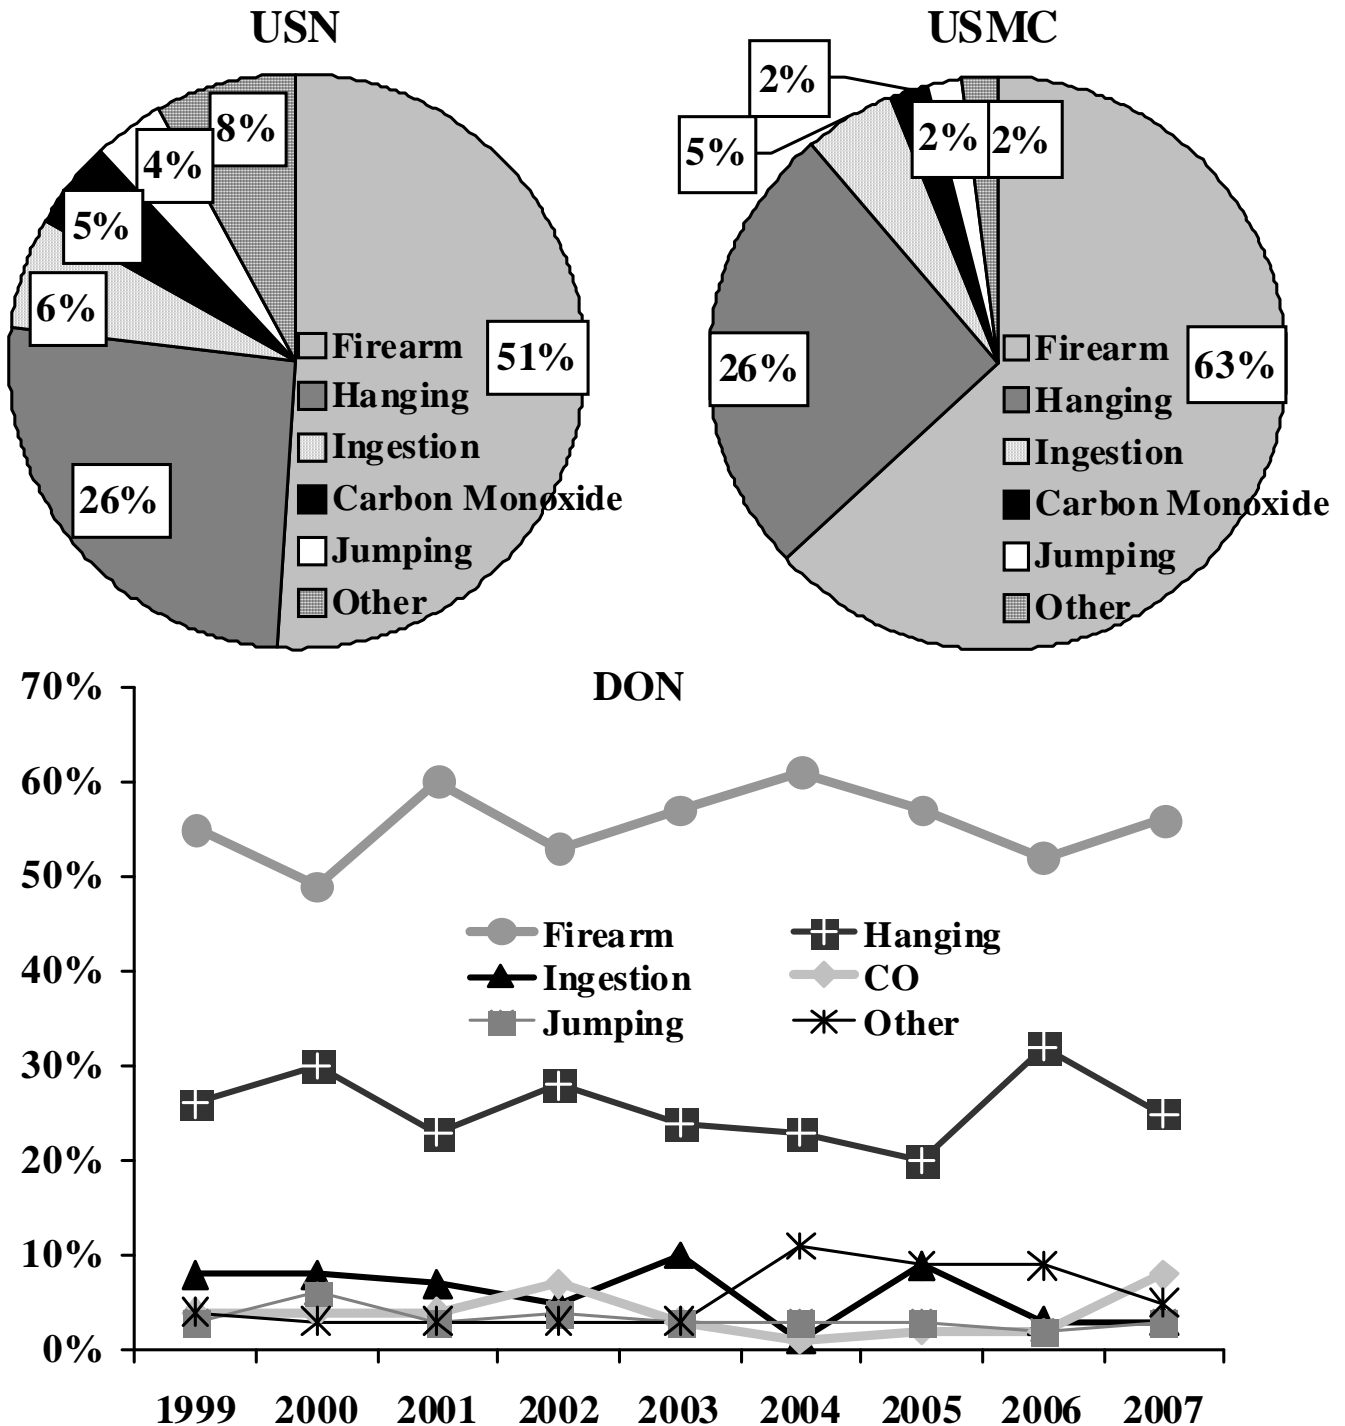 USN
USMC
8%
4%
5%
6%
26%
51%
Firearm
Hanging
Ingestion
Carbon Monoxide
Jumping
Other
2%
5%
2%
2%
26%
63%
Firearm
Hanging
Ingestion
Carbon Monoxide
Jumping
Other
DON
70%
60%
50%
40%
30%
20%
10%
0%
Firearm
Hanging
Ingestion
CO
Jumping
Other
1999 2000 2001 2002 2003 2004 2005 2006 2007